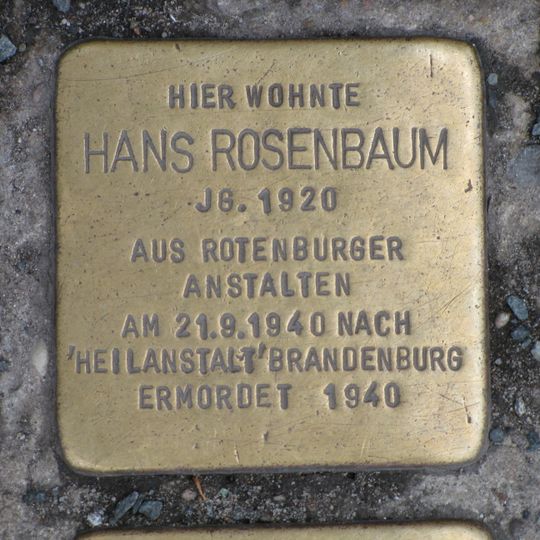 HIER WOHNTE
HANS ROSENBAUM
JG. 1920
AUS ROTENBURGER
ANSTALTEN
AM 21.9.1940 NACH
'HEILANSTALT' BRANDENBURG
ERMORDET 1940